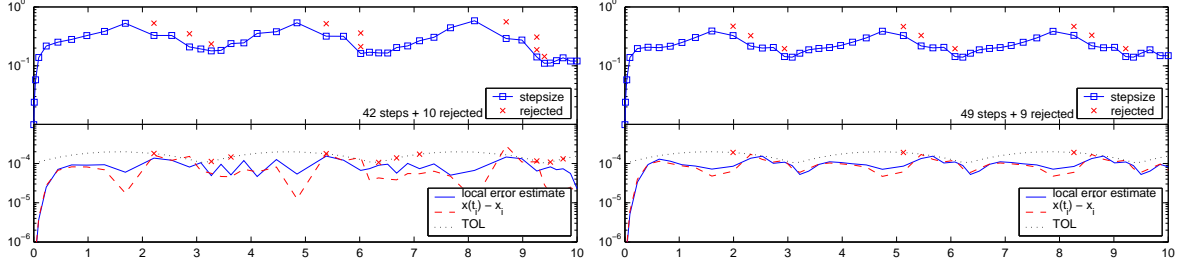 10^0
10^-1
stepsize
rejected
42 steps + 10 rejected
10^-4
10^-5
10^-6
local error estimate
x(t_i) − x_i
TOL
0 1 2 3 4 5 6 7 8 9 10
10^0
10^-1
stepsize
rejected
49 steps + 9 rejected
10^-4
10^-5
10^-6
local error estimate
x(t_i) − x_i
TOL
0 1 2 3 4 5 6 7 8 9 10